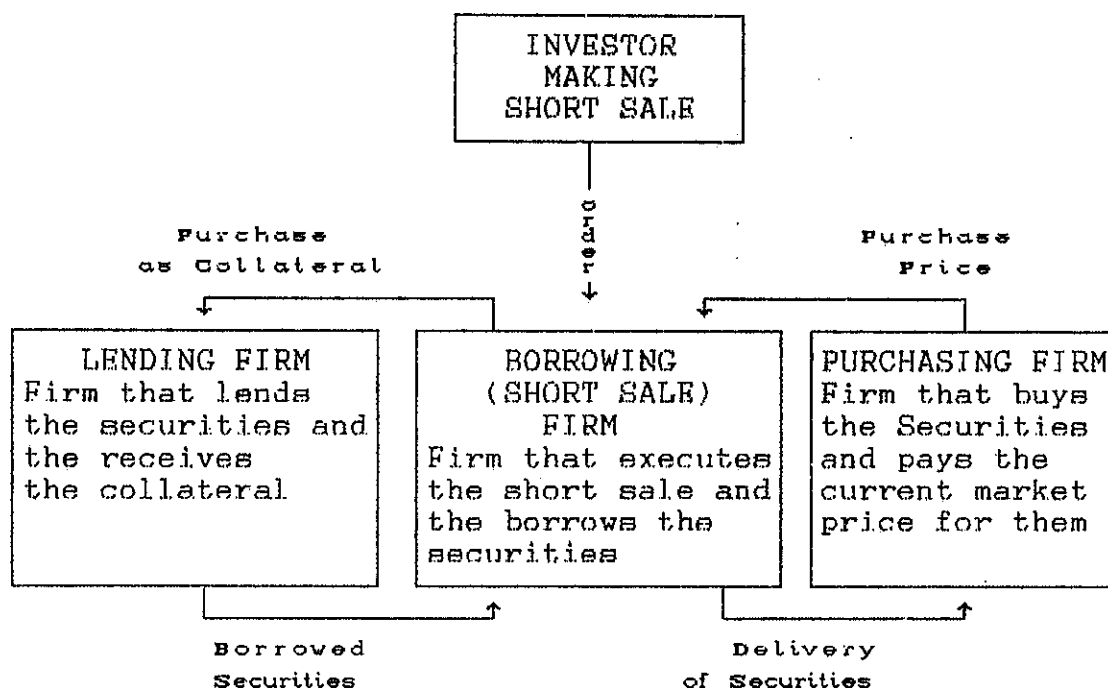 INVESTOR
MAKING
SHORT SALE
order
Purchase
as Collateral
Purchase
Price
LENDING FIRM
Firm that lends
the securities and
the receives
the collateral
BORROWING
(SHORT SALE)
FIRM
Firm that executes
the short sale and
the borrows the
securities
PURCHASING FIRM
Firm that buys
the Securities
and pays the
current market
price for them
Borrowed
Securities
Delivery
of Securities